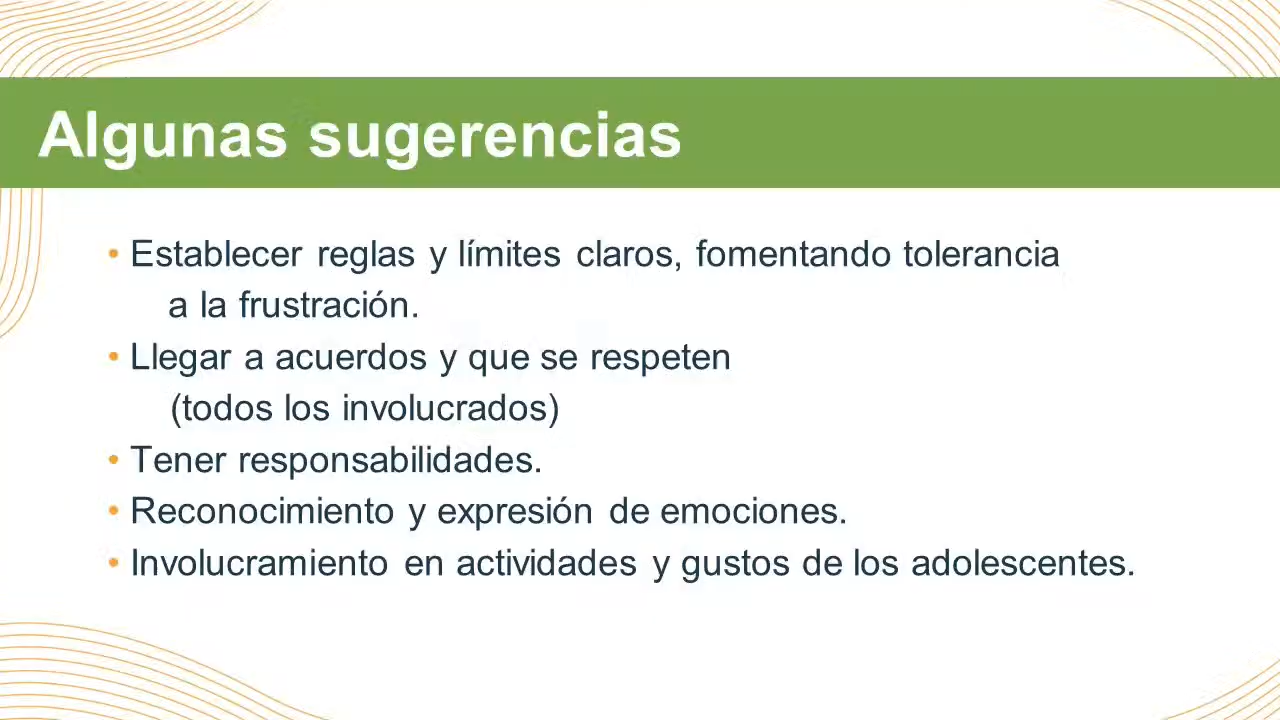 Algunas sugerencias
• Establecer reglas y límites claros, fomentando tolerancia
a la frustración.
• Llegar a acuerdos y que se respeten
(todos los involucrados)
• Tener responsabilidades.
• Reconocimiento y expresión de emociones.
• Involucramiento en actividades y gustos de los adolescentes.